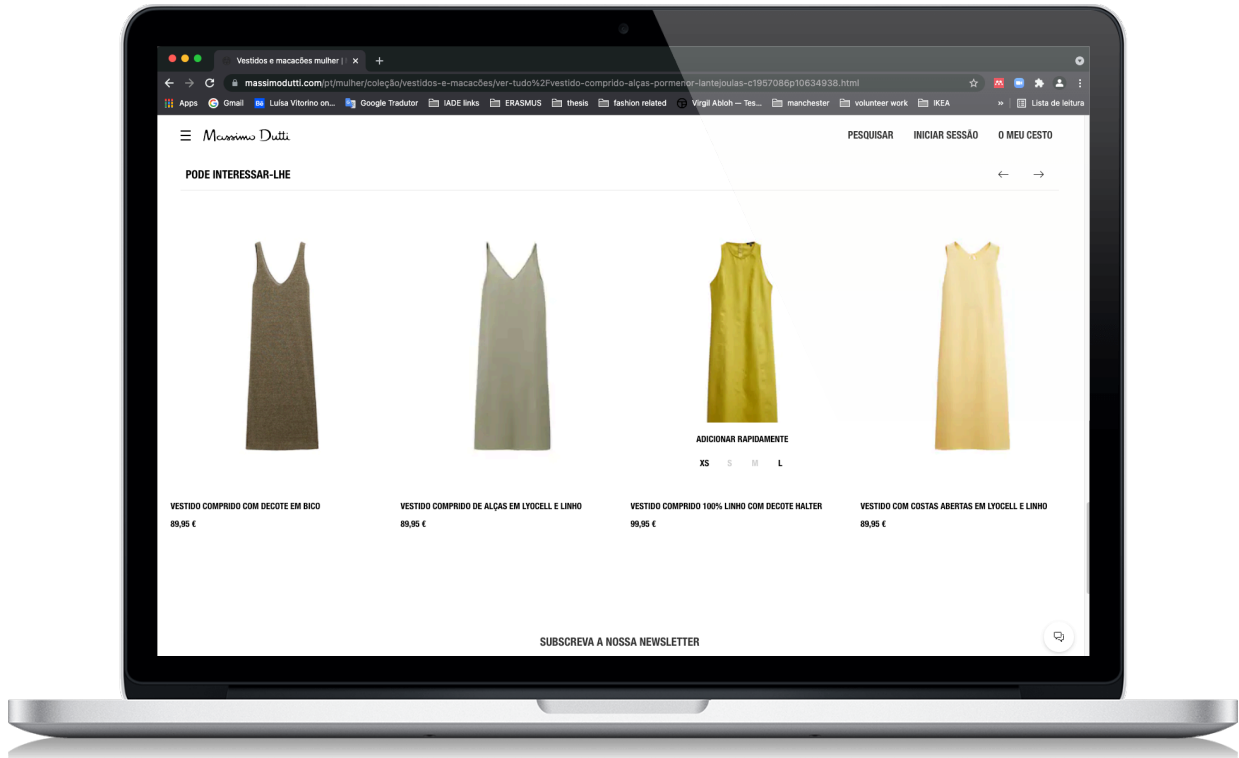 Vestidos e macacões mulher |
massimodutti.com/pt/mulher/coleção/vestidos-e-macacões/ver-tudo%2Fvestido-comprido-alças-pormenor-lantejoulas-c1957086p10634938.html
Apps Gmail Luísa Vitorino on... Google Tradutor IADE links ERASMUS thesis fashion related Virgil Abloh — Tes... manchester volunteer work IKEA » Lista de leitura
Massimo Dutti PESQUISAR INICIAR SESSÃO O MEU CESTO
PODE INTERESSAR-LHE
ADICIONAR RAPIDAMENTE
XS S M L
VESTIDO COMPRIDO COM DECOTE EM BICO
89,95 €
VESTIDO COMPRIDO DE ALÇAS EM LYOCELL E LINHO
89,95 €
VESTIDO COMPRIDO 100% LINHO COM DECOTE HALTER
99,95 €
VESTIDO COM COSTAS ABERTAS EM LYOCELL E LINHO
89,95 €
SUBSCREVA A NOSSA NEWSLETTER